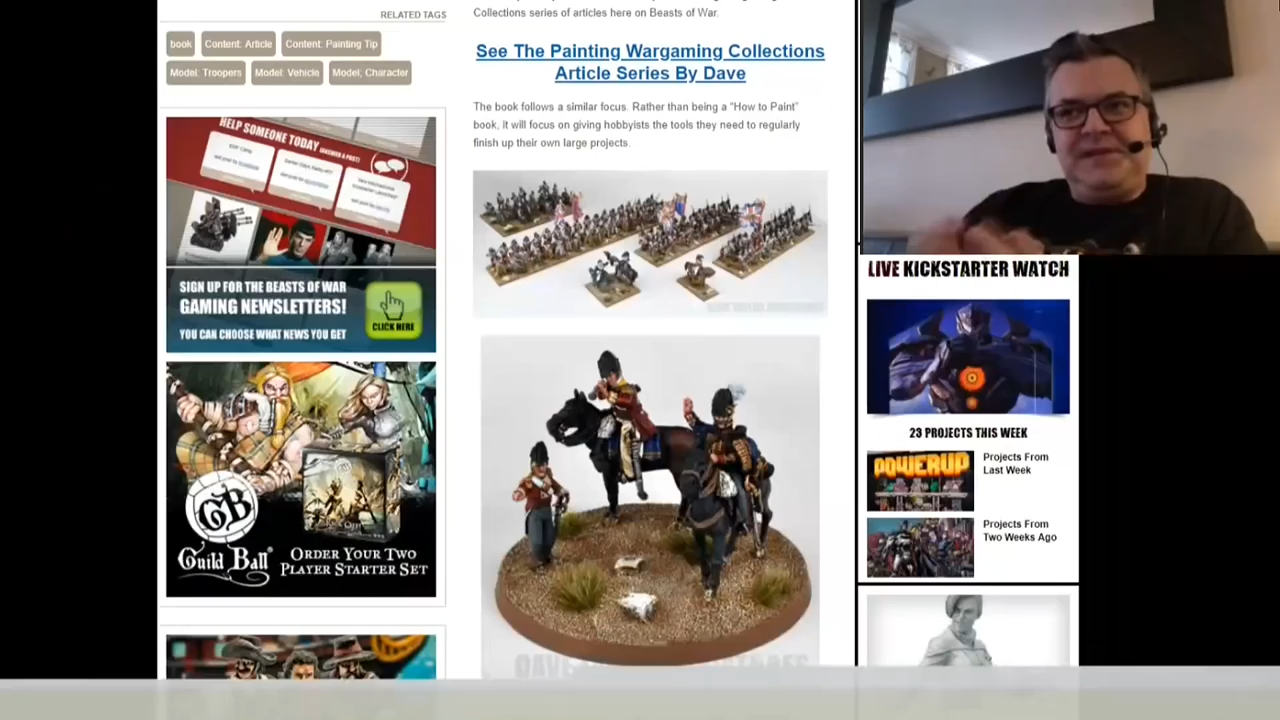 RELATED TAGS
book
Content: Article
Content: Painting Tip
Model: Troopers
Model: Vehicle
Model; Character
HELP SOMEONE TODAY (ANSWER A POST)
SIGN UP FOR THE BEASTS OF WAR
GAMING NEWSLETTERS!
YOU CAN CHOOSE WHAT NEWS YOU GET
CLICK HERE
GB
Guild Ball
ORDER YOUR TWO
PLAYER STARTER SET
Collections series of articles here on Beasts of War.
See The Painting Wargaming Collections
Article Series By Dave
The book follows a similar focus. Rather than being a “How to Paint”
book, it will focus on giving hobbyists the tools they need to regularly
finish up their own large projects.
LIVE KICKSTARTER WATCH
23 PROJECTS THIS WEEK
POWERUP
Projects From
Last Week
Projects From
Two Weeks Ago